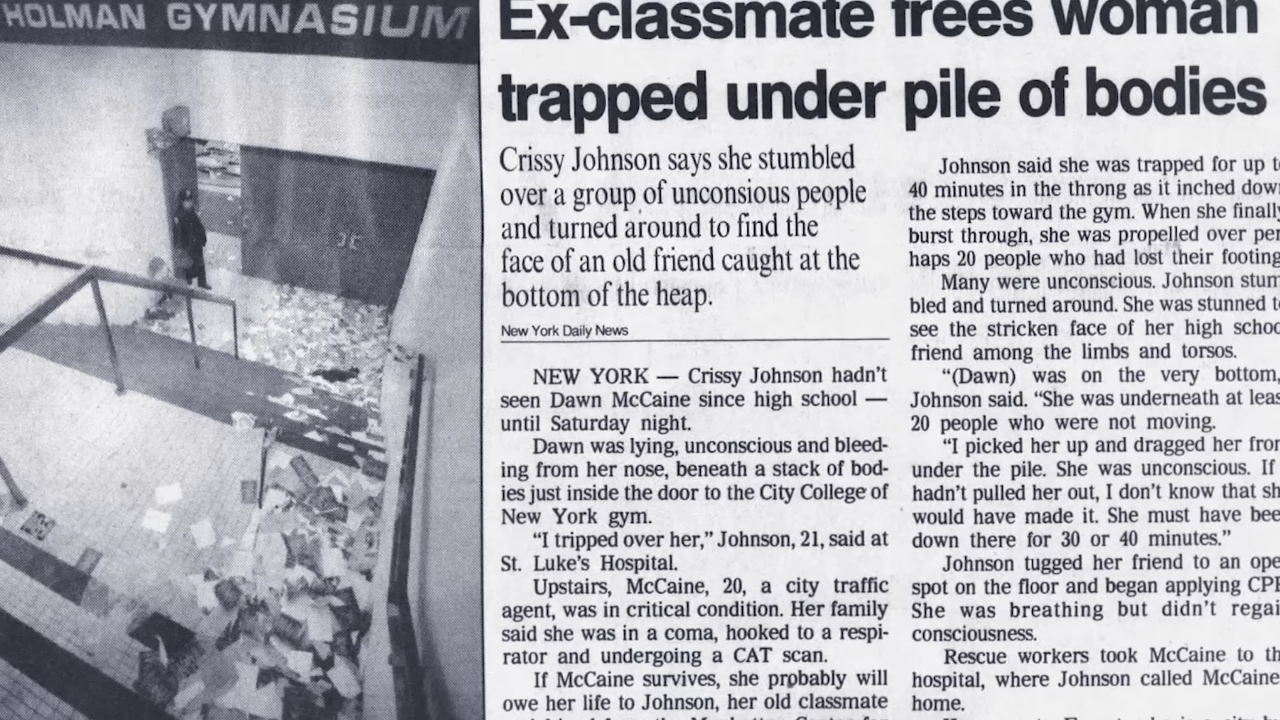 HOLMAN GYMNASIUM
Ex-classmate frees woman
trapped under pile of bodies
Crissy Johnson says she stumbled
over a group of unconsious people
and turned around to find the
face of an old friend caught at the
bottom of the heap.
New York Daily News
NEW YORK — Crissy Johnson hadn't
seen Dawn McCaine since high school —
until Saturday night.
Dawn was lying, unconscious and bleed-
ing from her nose, beneath a stack of bod-
ies just inside the door to the City College of
New York gym.
"I tripped over her," Johnson, 21, said at
St. Luke's Hospital.
Upstairs, McCaine, 20, a city traffic
agent, was in critical condition. Her family
said she was in a coma, hooked to a respi-
rator and undergoing a CAT scan.
If McCaine survives, she probably will
owe her life to Johnson, her old classmate
Johnson said she was trapped for up t
40 minutes in the throng as it inched down
the steps toward the gym. When she finally
burst through, she was propelled over per
haps 20 people who had lost their footing
Many were unconscious. Johnson stum
bled and turned around. She was stunned t
see the stricken face of her high schoo
friend among the limbs and torsos.
"(Dawn) was on the very bottom,
Johnson said. "She was underneath at leas
20 people who were not moving.
"I picked her up and dragged her from
under the pile. She was unconscious. If
hadn't pulled her out, I don't know that sh
would have made it. She must have bee
down there for 30 or 40 minutes."
Johnson tugged her friend to an ope
spot on the floor and began applying CPR
She was breathing but didn't regai
consciousness.
Rescue workers took McCaine to th
hospital, where Johnson called McCaine
home.